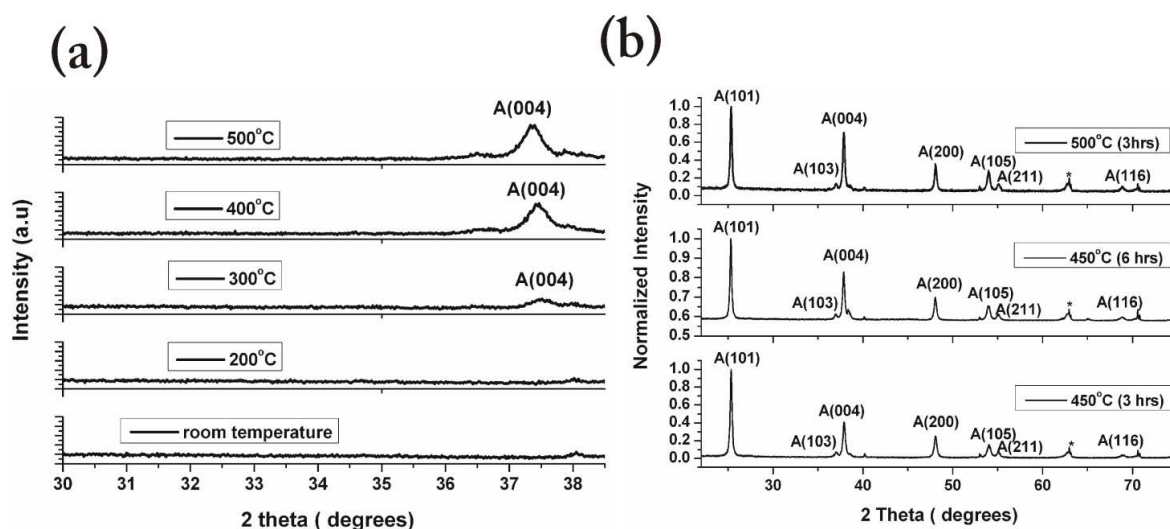 (a)
A(004)
500°C
A(004)
400°C
A(004)
300°C
200°C
room temperature
Intensity (a.u)
30 31 32 33 34 35 36 37 38
2 theta ( degrees)
(b)
A(101)
A(103)
A(004)
A(200)
A(105)
A(211)
*
A(116)
500°C (3hrs)
1.0
0.8
0.6
0.4
0.2
0.0
A(101)
A(103)
A(004)
A(200)
A(105)
A(211)
*
A(116)
450°C (6 hrs)
1.0
0.9
0.8
0.7
0.6
0.5
A(101)
A(103)
A(004)
A(200)
A(105)
A(211)
*
A(116)
450°C (3 hrs)
1.0
0.8
0.6
0.4
0.2
0.0
Normalized Intensity
30 40 50 60 70
2 Theta ( degrees)